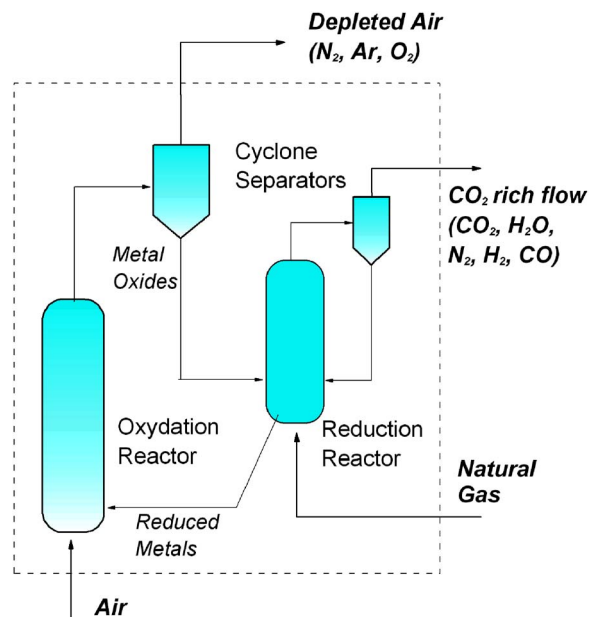 Depleted Air
(N₂, Ar, O₂)
Cyclone
Separators
CO₂ rich flow
(CO₂, H₂O,
N₂, H₂, CO)
Metal
Oxides
Oxydation
Reactor
Reduction
Reactor
Natural
Gas
Reduced
Metals
Air